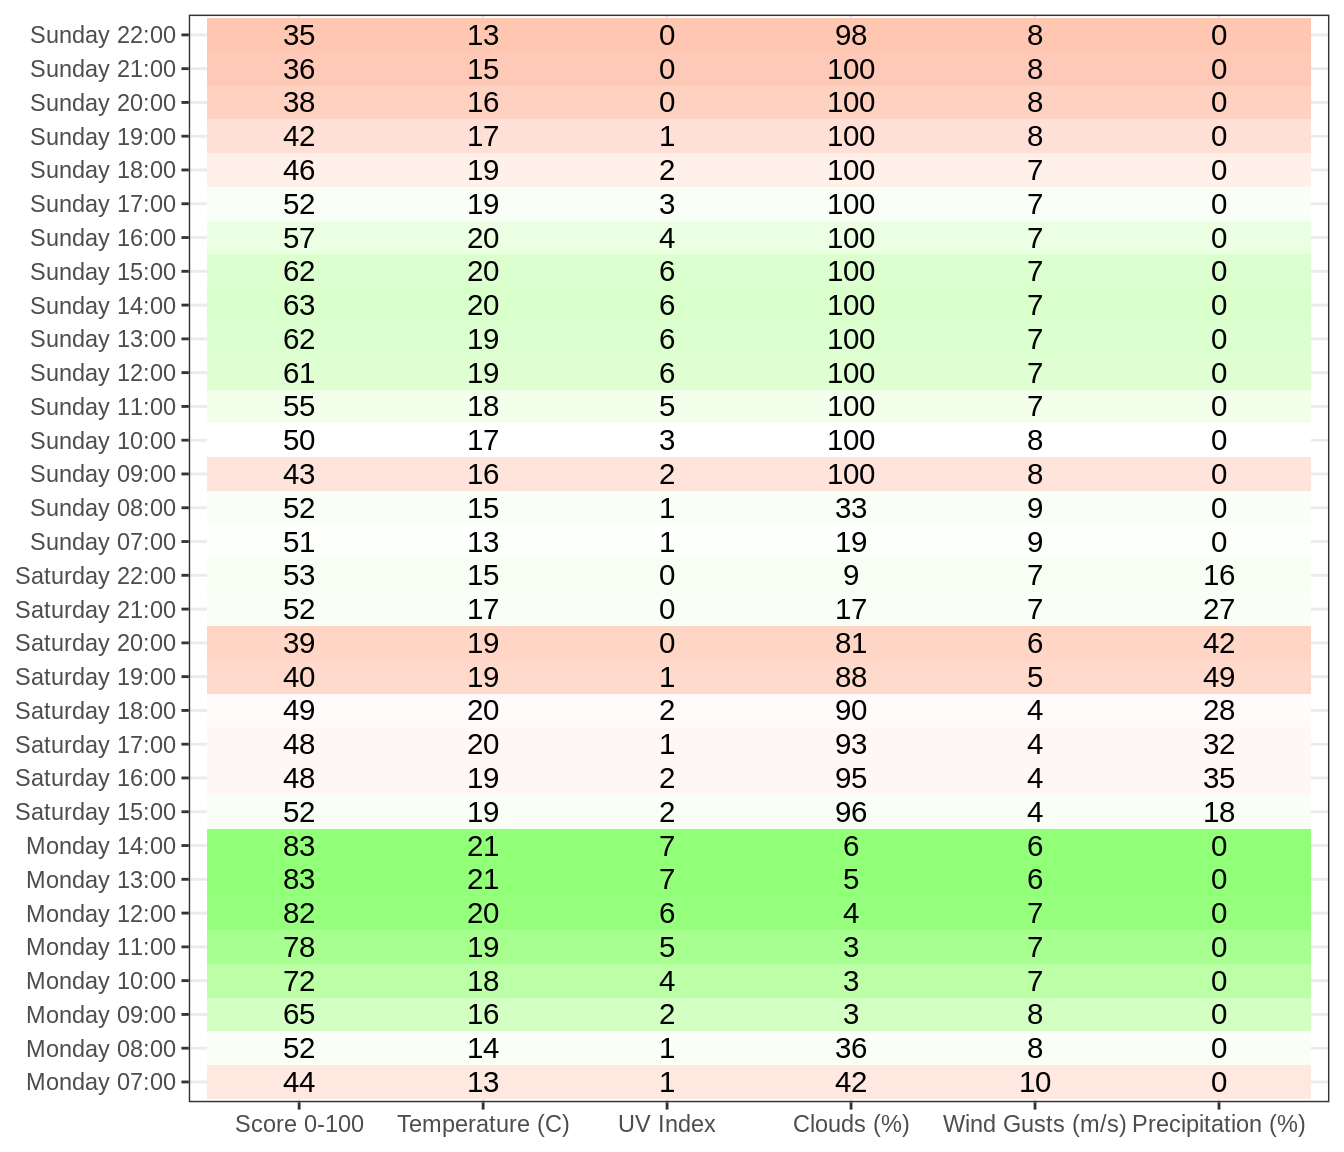 Sunday 22:00 35 13 0 98 8 0
Sunday 21:00 36 15 0 100 8 0
Sunday 20:00 38 16 0 100 8 0
Sunday 19:00 42 17 1 100 8 0
Sunday 18:00 46 19 2 100 7 0
Sunday 17:00 52 19 3 100 7 0
Sunday 16:00 57 20 4 100 7 0
Sunday 15:00 62 20 6 100 7 0
Sunday 14:00 63 20 6 100 7 0
Sunday 13:00 62 19 6 100 7 0
Sunday 12:00 61 19 6 100 7 0
Sunday 11:00 55 18 5 100 7 0
Sunday 10:00 50 17 3 100 8 0
Sunday 09:00 43 16 2 100 8 0
Sunday 08:00 52 15 1 33 9 0
Sunday 07:00 51 13 1 19 9 0
Saturday 22:00 53 15 0 9 7 16
Saturday 21:00 52 17 0 17 7 27
Saturday 20:00 39 19 0 81 6 42
Saturday 19:00 40 19 1 88 5 49
Saturday 18:00 49 20 2 90 4 28
Saturday 17:00 48 20 1 93 4 32
Saturday 16:00 48 19 2 95 4 35
Saturday 15:00 52 19 2 96 4 18
Monday 14:00 83 21 7 6 6 0
Monday 13:00 83 21 7 5 6 0
Monday 12:00 82 20 6 4 7 0
Monday 11:00 78 19 5 3 7 0
Monday 10:00 72 18 4 3 7 0
Monday 09:00 65 16 2 3 8 0
Monday 08:00 52 14 1 36 8 0
Monday 07:00 44 13 1 42 10 0
Score 0-100 Temperature (C) UV Index Clouds (%) Wind Gusts (m/s) Precipitation (%)